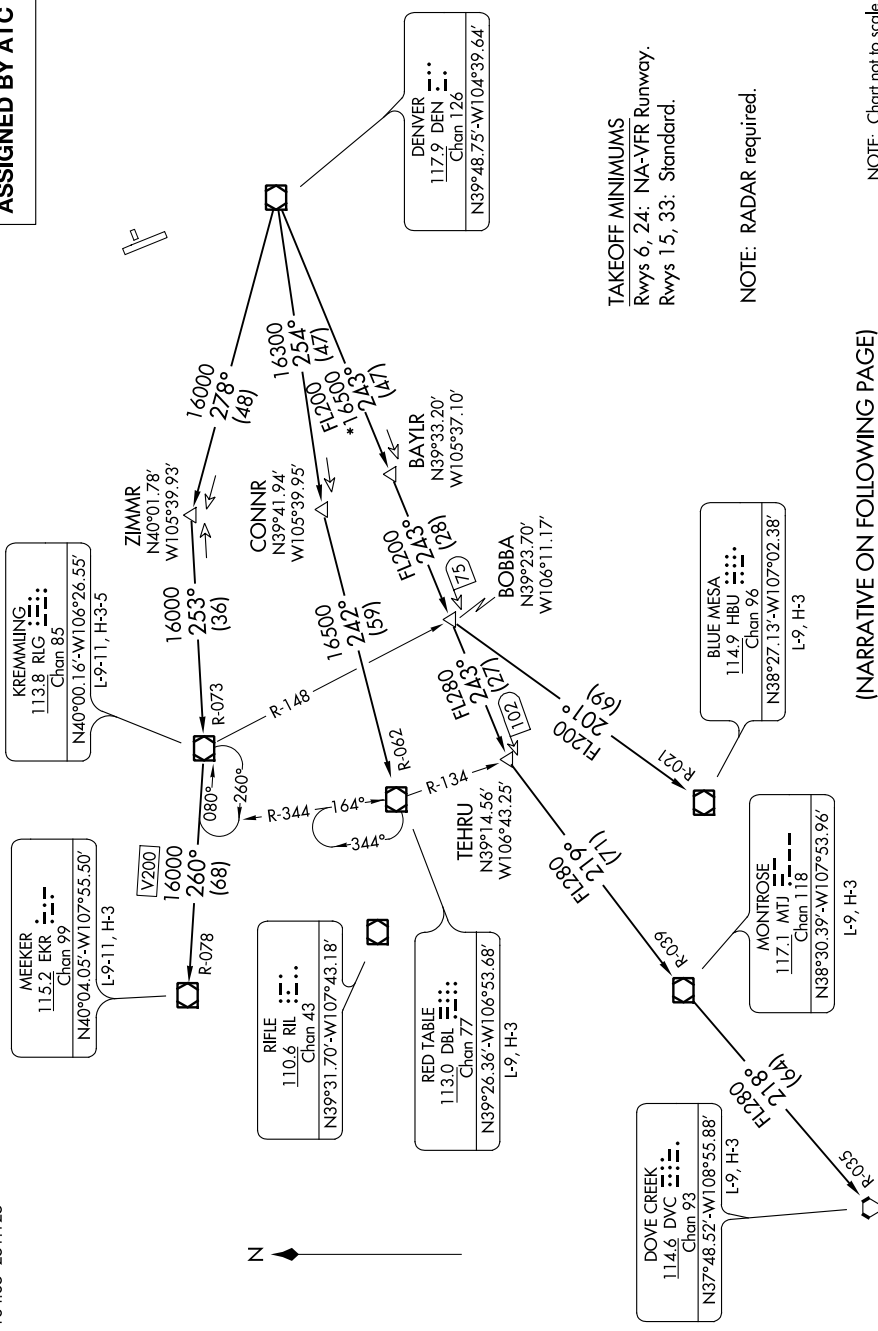 ASSIGNED BY ATC
KREMMLING
113.8 RLG
Chan 85
N40°00.16'-W106°26.55'
L-9-11, H-3-5
MEEKER
115.2 EKR
Chan 99
N40°04.05'-W107°55.50'
L-9-11, H-3
R-078
V200
16000
260°
(68)
080°
260°
R-073
16000
253°
(36)
ZIMMR
N40°01.78'
W105°39.93'
16000
278°
(48)
CONNR
N39°41.94'
W105°39.95'
16300
254°
(47)
FL200
*16500
243°
(47)
BAYLR
N39°33.20'
W105°37.10'
DENVER
117.9 DEN
Chan 126
N39°48.75'-W104°39.64'
R-148
16500
242°
(59)
R-062
FL200
243°
(28)
75
BOBBA
N39°23.70'
W106°11.17'
R-344
164°
344°
R-134
FL280
243°
(27)
102
TEHRU
N39°14.56'
W106°43.25'
RIFLE
110.6 RIL
Chan 43
N39°31.70'-W107°43.18'
RED TABLE
113.0 DBL
Chan 77
N39°26.36'-W106°53.68'
L-9, H-3
FL200
201°
(69)
R-021
BLUE MESA
114.9 HBU
Chan 96
N38°27.13'-W107°02.38'
L-9, H-3
FL280
219°
(71)
R-039
MONTROSE
117.1 MTJ
Chan 118
N38°30.39'-W107°53.96'
L-9, H-3
FL280
218°
(64)
R-035
DOVE CREEK
114.6 DVC
Chan 93
N37°48.52'-W108°55.88'
L-9, H-3
N
TAKEOFF MINIMUMS
Rwys 6, 24: NA-VFR Runway.
Rwys 15, 33: Standard.
NOTE: RADAR required.
(NARRATIVE ON FOLLOWING PAGE)
NOTE: Chart not to scale